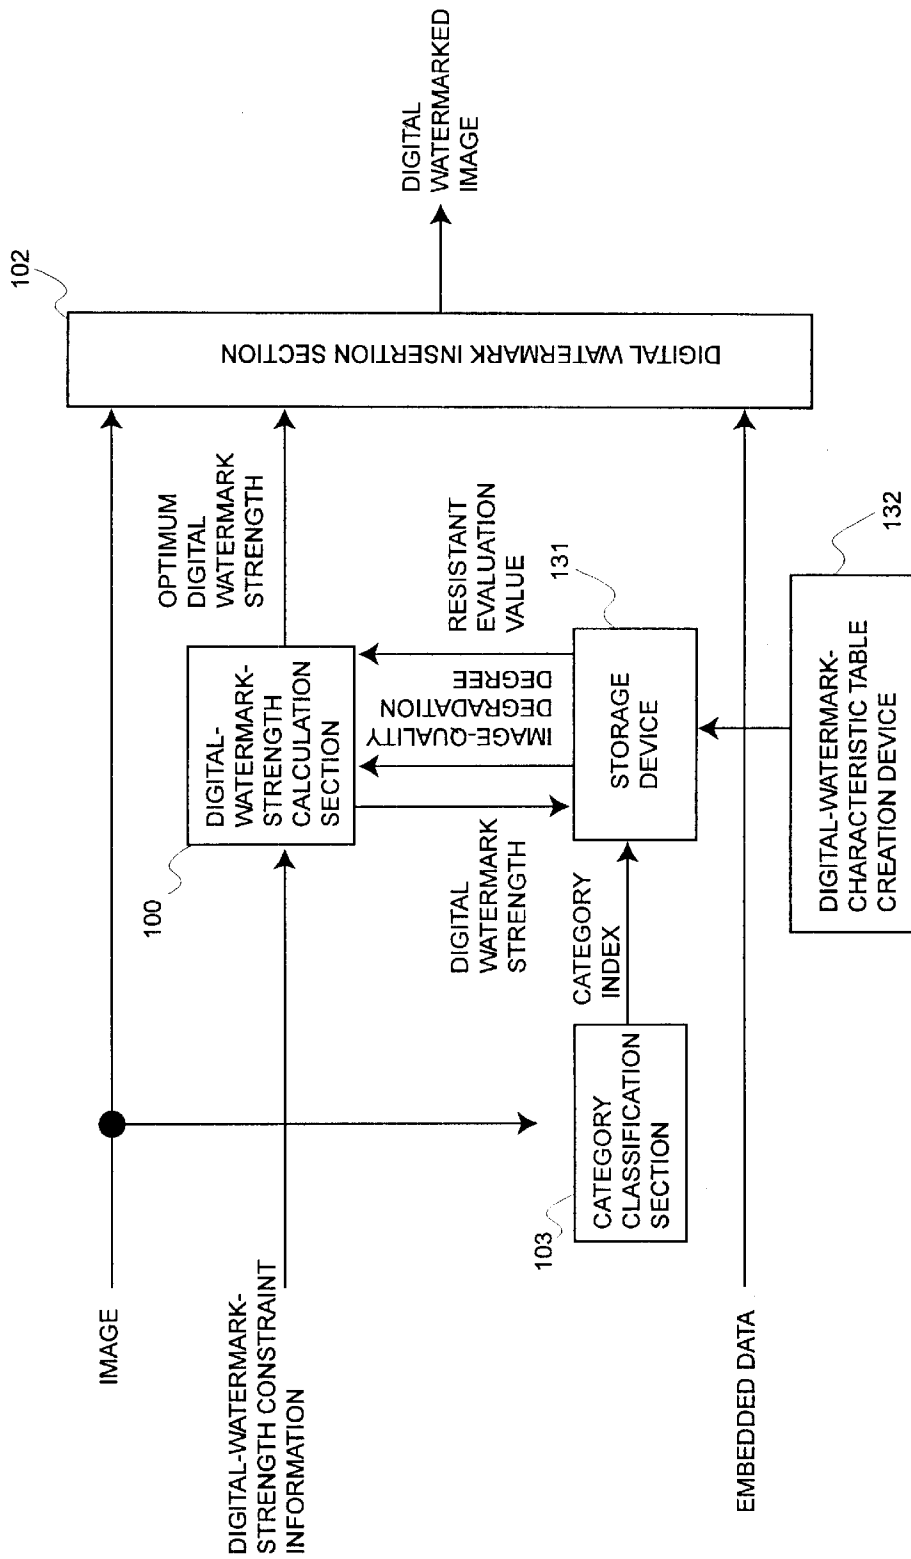 IMAGE
DIGITAL-WATERMARK-
STRENGTH CONSTRAINT
INFORMATION
EMBEDDED DATA
103
CATEGORY
CLASSIFICATION
SECTION
CATEGORY
INDEX
100
DIGITAL-
WATERMARK-
STRENGTH
CALCULATION
SECTION
DIGITAL
WATERMARK
STRENGTH
IMAGE-QUALITY
DEGRADATION
DEGREE
RESISTANT
EVALUATION
VALUE
131
STORAGE
DEVICE
132
DIGITAL-WATERMARK-
CHARACTERISTIC TABLE
CREATION DEVICE
OPTIMUM
DIGITAL
WATERMARK
STRENGTH
102
DIGITAL WATERMARK INSERTION SECTION
DIGITAL
WATERMARKED
IMAGE